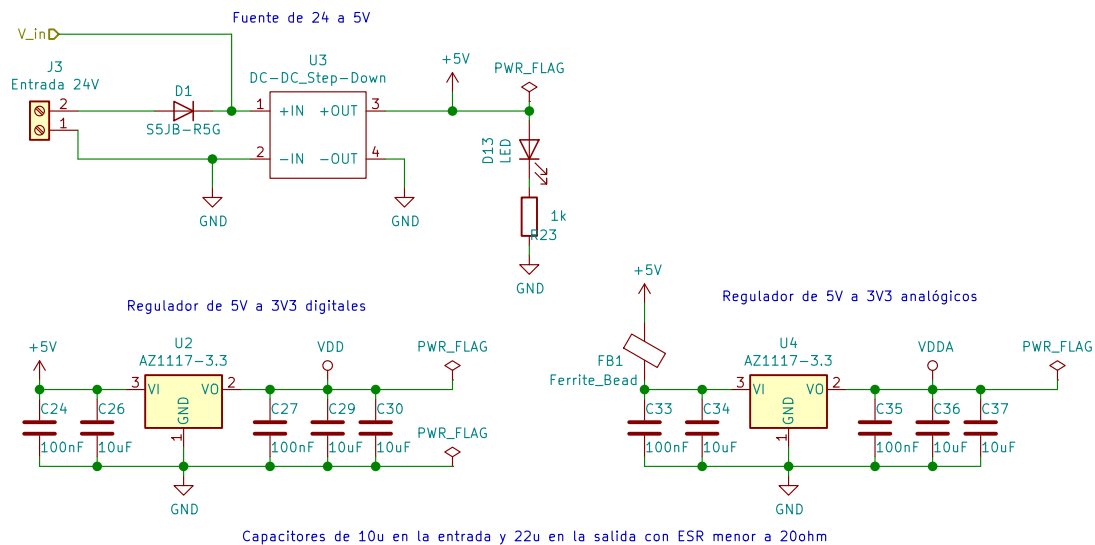 Fuente de 24 a 5V
V_in
J3
Entrada 24V
2
1
D1
S5JB-R5G
U3
DC-DC_Step-Down
1
+IN
+OUT
3
2
-IN
-OUT
4
GND
GND
+5V
PWR_FLAG
D13
LED
1k
R23
GND
Regulador de 5V a 3V3 digitales
+5V
U2
AZ1117-3.3
3
VI
VO
2
GND
1
VDD
PWR_FLAG
C24
100nF
C26
10uF
C27
100nF
C29
10uF
C30
10uF
PWR_FLAG
GND
Regulador de 5V a 3V3 analógicos
+5V
FB1
Ferrite_Bead
U4
AZ1117-3.3
3
VI
VO
2
GND
1
VDDA
PWR_FLAG
C33
100nF
C34
10uF
C35
100nF
C36
10uF
C37
10uF
GND
Capacitores de 10u en la entrada y 22u en la salida con ESR menor a 20ohm